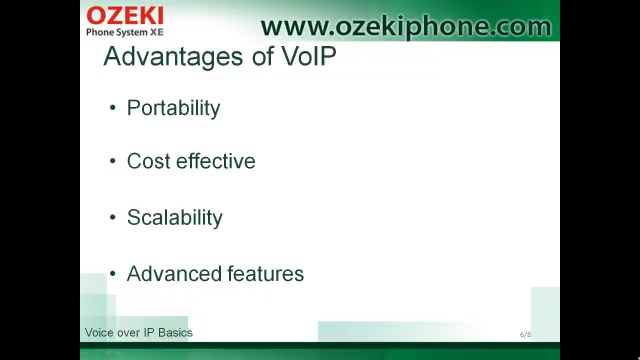 OZEKI
Phone System XE
www.ozekiphone.com
Advantages of VoIP
• Portability
• Cost effective
• Scalability
• Advanced features
Voice over IP Basics
6/8